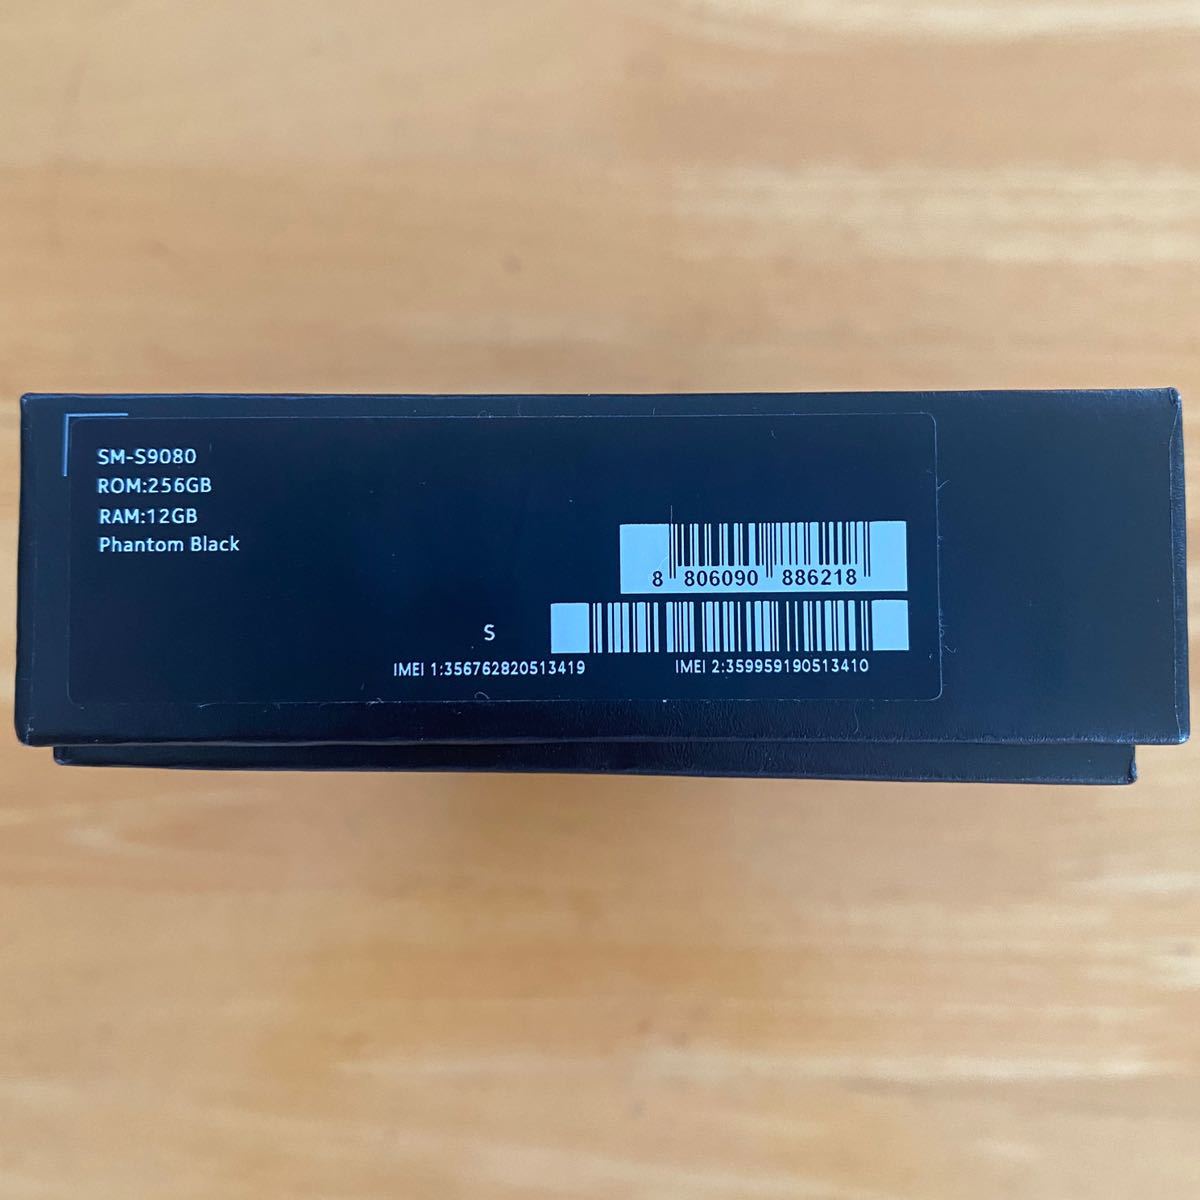 SM-S9080
ROM:256GB
RAM:12GB
Phantom Black
8 806090 886218
S
IMEI 1:356762820513419
IMEI 2:359959190513410